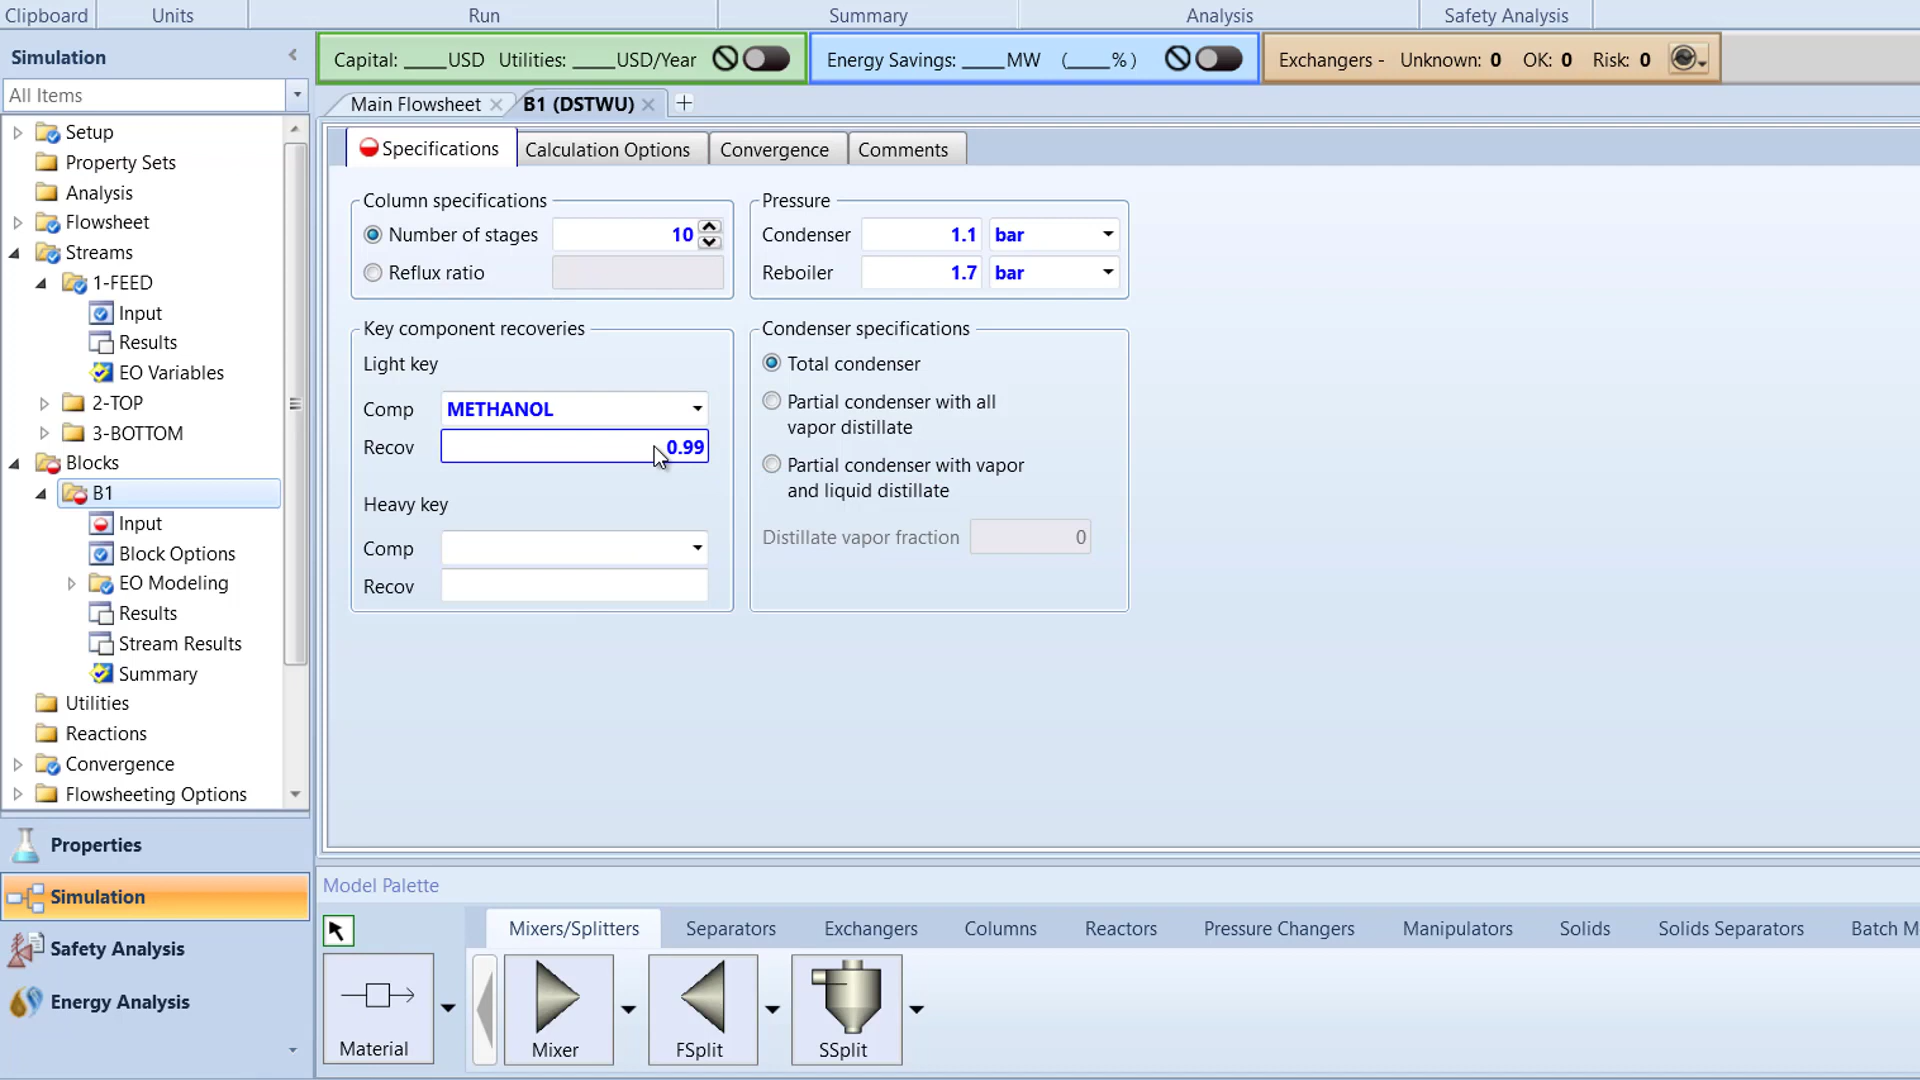 Clipboard
Units
Run
Summary
Analysis
Safety Analysis
Simulation
All Items
Capital: ____USD Utilities: ____USD/Year
Energy Savings: ____MW (____%)
Exchangers - Unknown: 0 OK: 0 Risk: 0
Main Flowsheet
B1 (DSTWU)
Specifications
Calculation Options
Convergence
Comments
Setup
Property Sets
Analysis
Flowsheet
Streams
1-FEED
Input
Results
EO Variables
2-TOP
3-BOTTOM
Blocks
B1
Input
Block Options
EO Modeling
Results
Stream Results
Summary
Utilities
Reactions
Convergence
Flowsheeting Options
Properties
Simulation
Safety Analysis
Energy Analysis
Column specifications
Number of stages 10
Reflux ratio
Pressure
Condenser 1.1 bar
Reboiler 1.7 bar
Key component recoveries
Light key
Comp METHANOL
Recov 0.99
Heavy key
Comp
Recov
Condenser specifications
Total condenser
Partial condenser with all
vapor distillate
Partial condenser with vapor
and liquid distillate
Distillate vapor fraction 0
Model Palette
Mixers/Splitters
Separators
Exchangers
Columns
Reactors
Pressure Changers
Manipulators
Solids
Solids Separators
Batch M
Material
Mixer
FSplit
SSplit